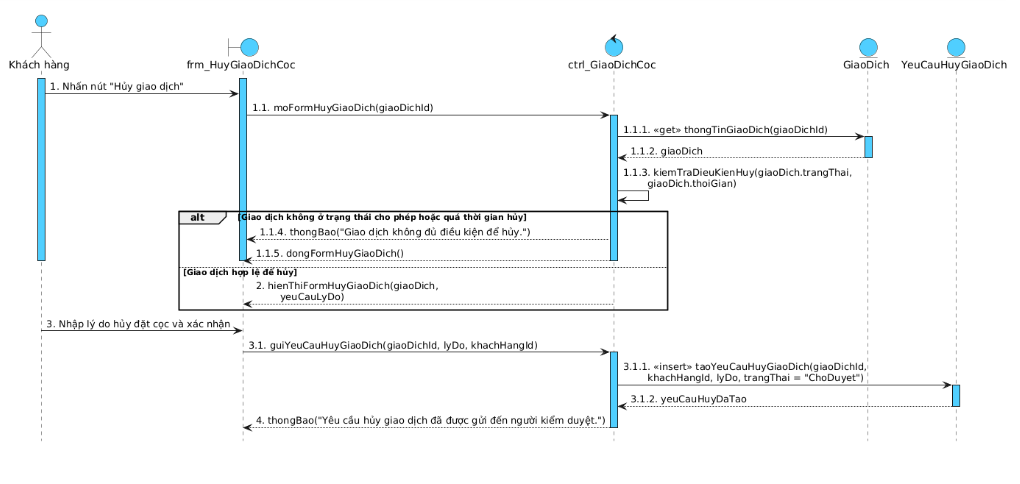 Khách hàng
frm_HuyGiaoDichCoc
ctrl_GiaoDichCoc
GiaoDich
YeuCauHuyGiaoDich
1. Nhấn nút "Hủy giao dịch"
1.1. moFormHuyGiaoDich(giaoDichId)
1.1.1. «get» thongTinGiaoDich(giaoDichId)
1.1.2. giaoDich
1.1.3. kiemTraDieuKienHuy(giaoDich.trangThai,
giaoDich.thoiGian)
alt
[Giao dịch không ở trạng thái cho phép hoặc quá thời gian hủy]
1.1.4. thongBao("Giao dịch không đủ điều kiện để hủy.")
1.1.5. dongFormHuyGiaoDich()
[Giao dịch hợp lệ để hủy]
2. hienThiFormHuyGiaoDich(giaoDich,
yeuCauLyDo)
3. Nhập lý do hủy đặt cọc và xác nhận
3.1. guiYeuCauHuyGiaoDich(giaoDichId, lyDo, khachHangId)
3.1.1. «insert» taoYeuCauHuyGiaoDich(giaoDichId,
khachHangId, lyDo, trangThai = "ChoDuyet")
3.1.2. yeuCauHuyDaTao
4. thongBao("Yêu cầu hủy giao dịch đã được gửi đến người kiểm duyệt.")